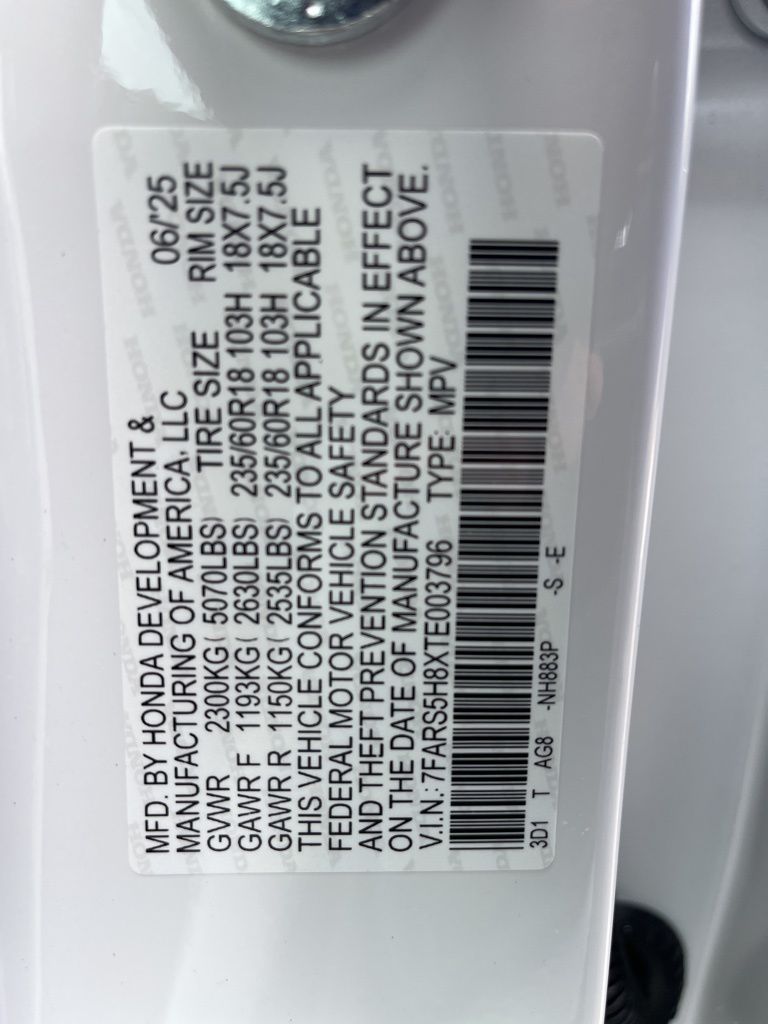 MFD. BY HONDA DEVELOPMENT & 06/'25
MANUFACTURING OF AMERICA, LLC
GVWR 2300KG( 5070LBS) TIRE SIZE RIM SIZE
GAWR F 1193KG( 2630LBS) 235/60R18 103H 18X7.5J
GAWR R 1150KG( 2535LBS) 235/60R18 103H 18X7.5J
THIS VEHICLE CONFORMS TO ALL APPLICABLE
FEDERAL MOTOR VEHICLE SAFETY
AND THEFT PREVENTION STANDARDS IN EFFECT
ON THE DATE OF MANUFACTURE SHOWN ABOVE.
V.I.N.: 7FARS5H8XTE003796 TYPE: MPV
3D1 T AG8 -NH883P -S -E